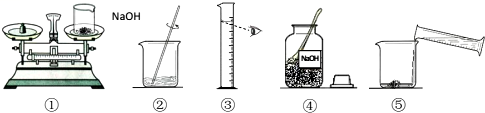 NaOH
NaOH
① ② ③ ④ ⑤